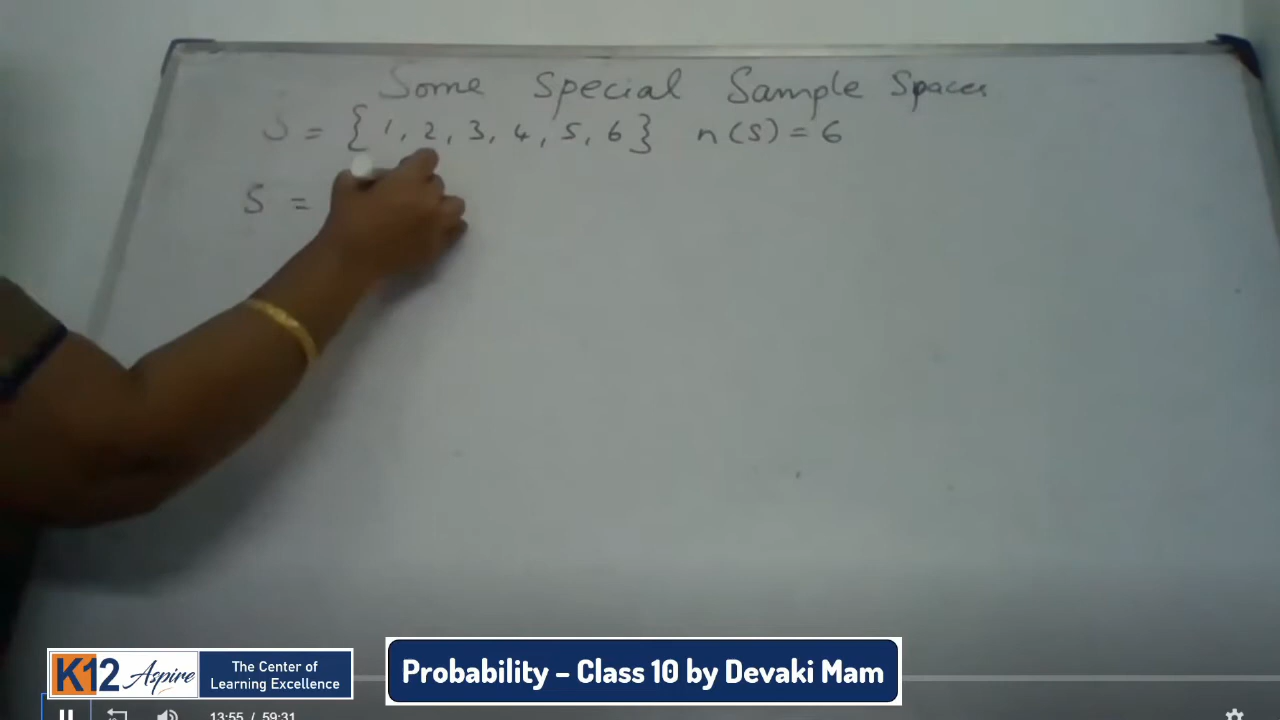 Some Special Sample Spaces
S = { 1, 2, 3, 4, 5, 6 } n(S) = 6
S =
K12 Aspire
The Center of
Learning Excellence
Probability – Class 10 by Devaki Mam
13:55 / 59:31